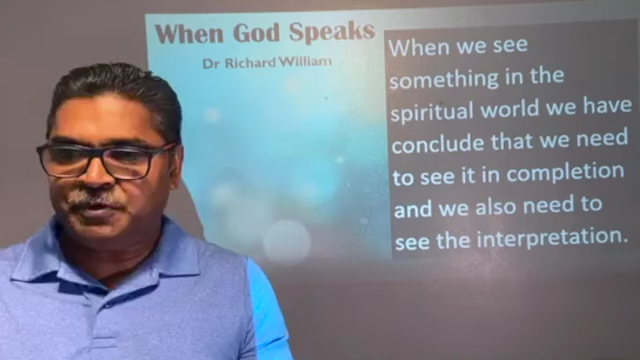 When God Speaks
Dr Richard William
When we see
something in the
spiritual world we have
conclude that we need
to see it in completion
and we also need to
see the interpretation.